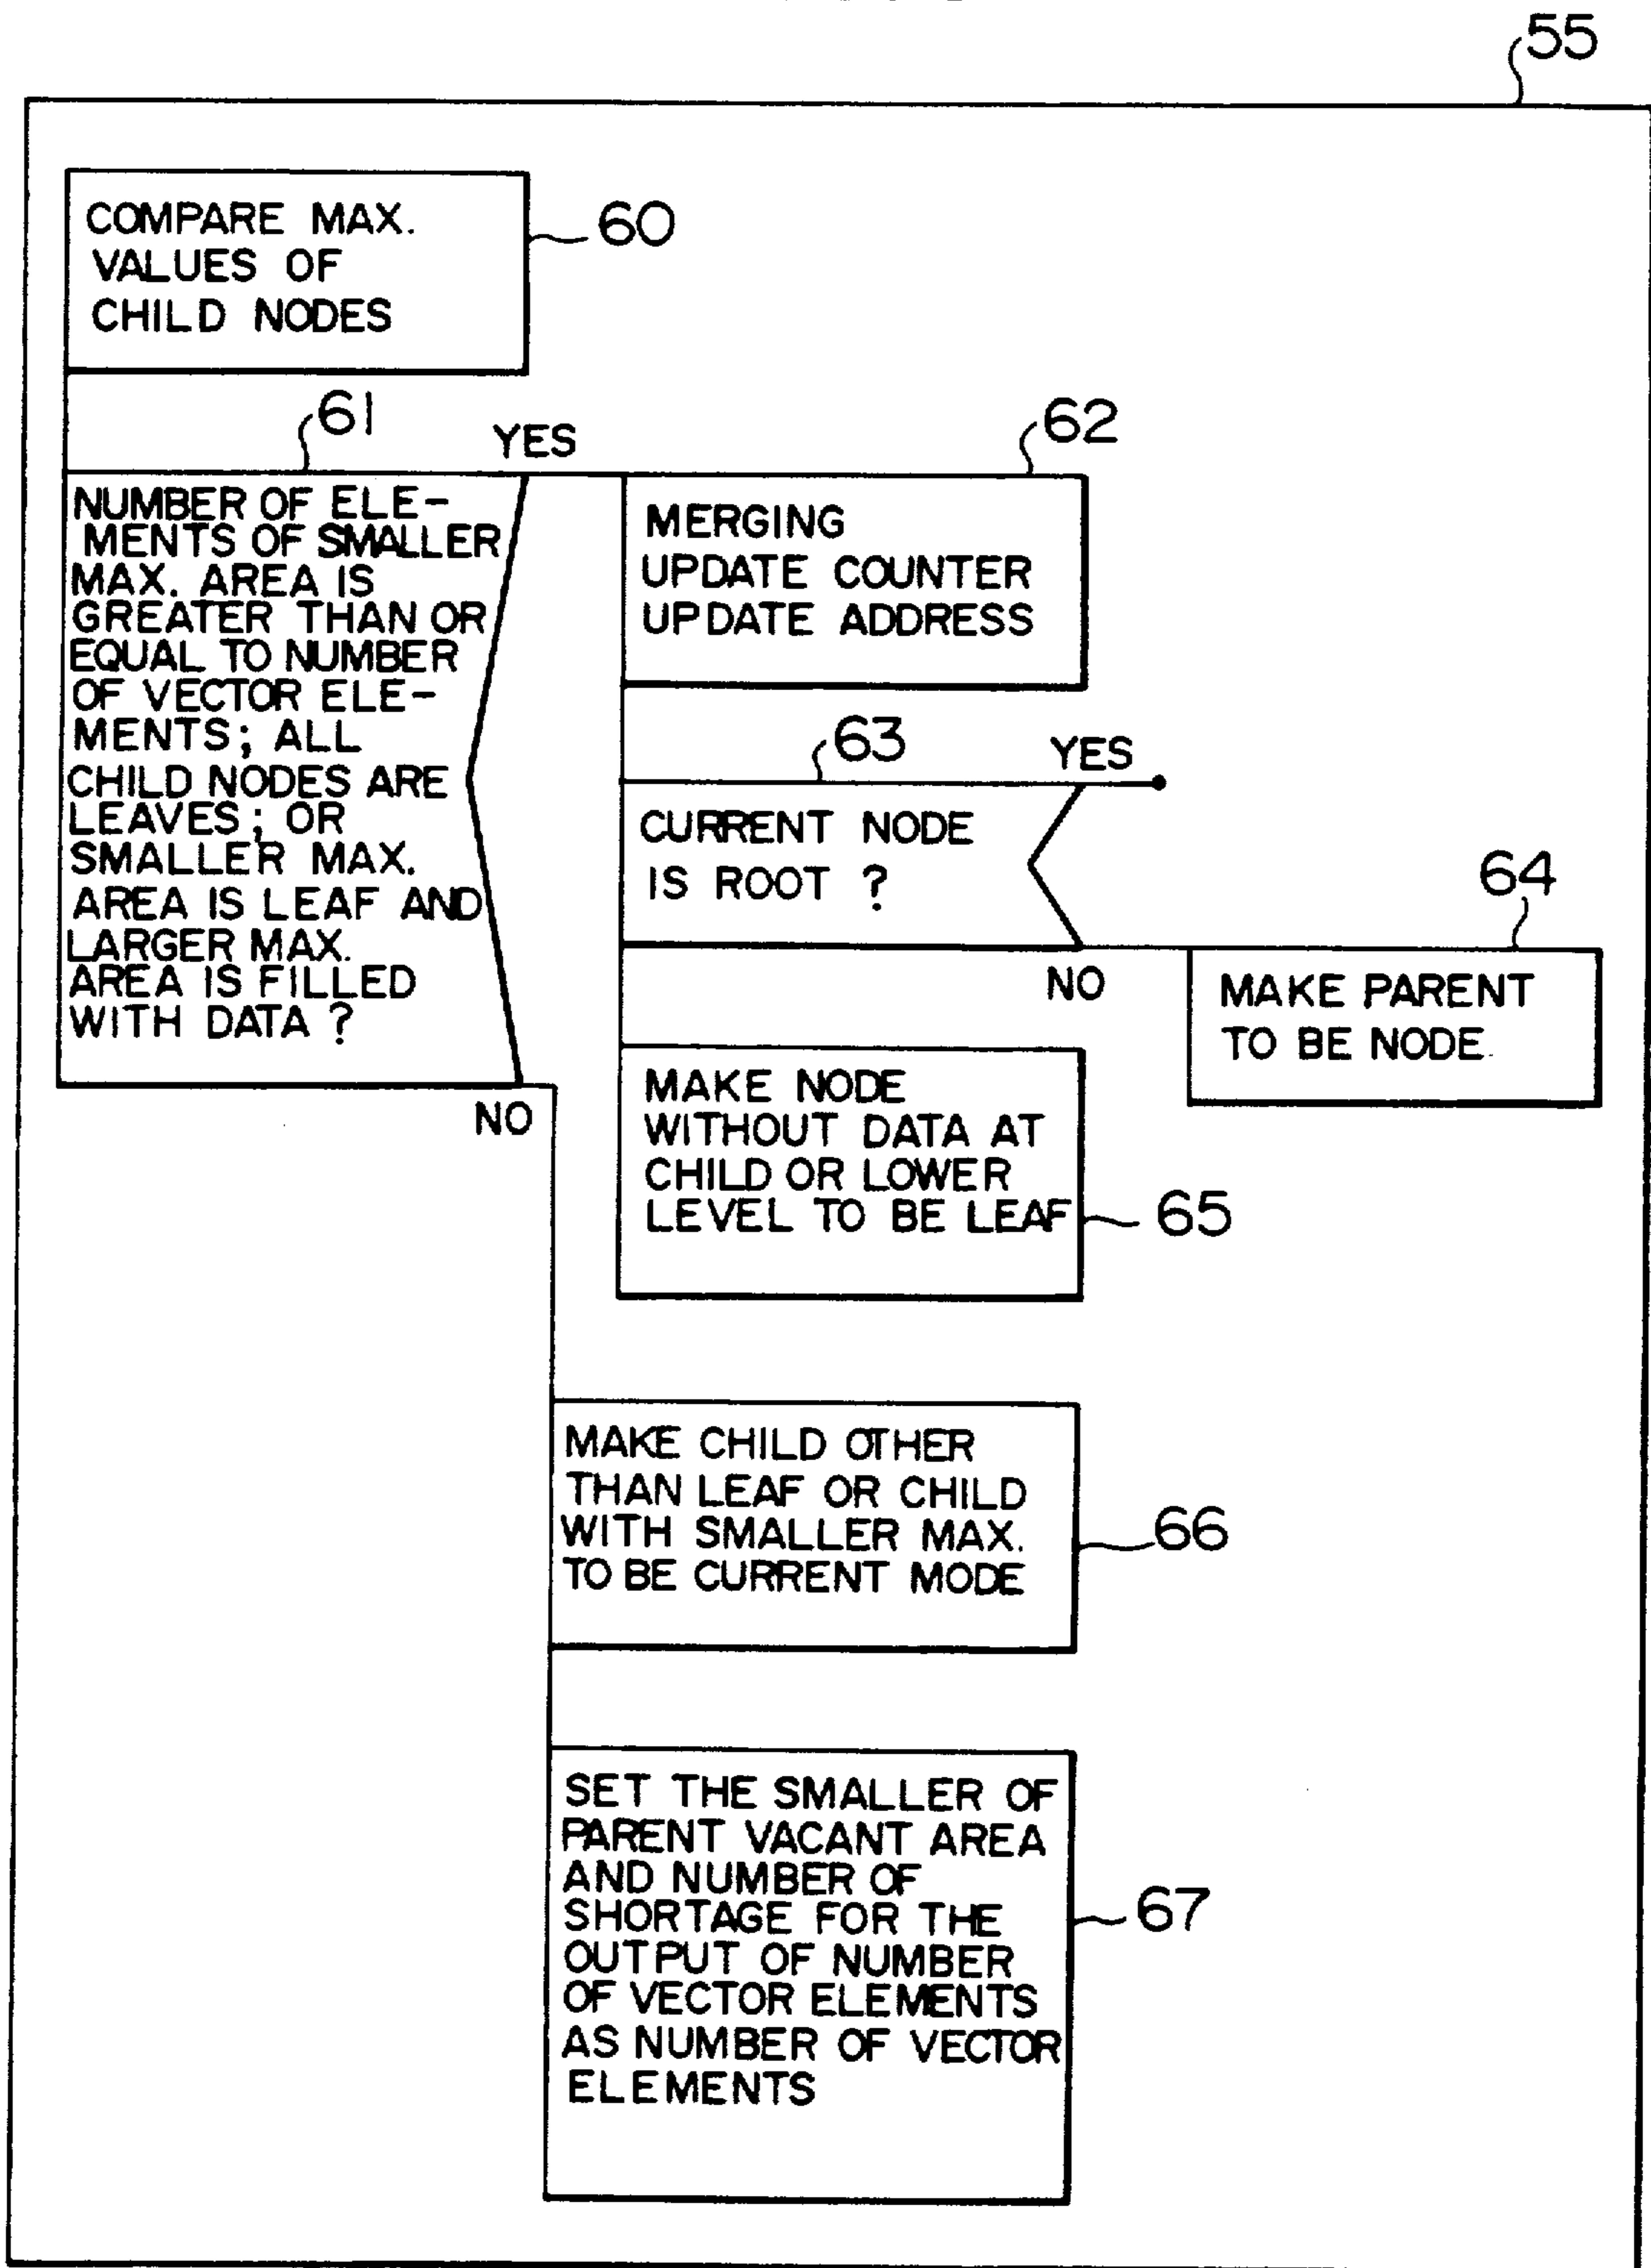 55
COMPARE MAX.
VALUES OF
CHILD NODES
60
61
YES
NUMBER OF ELE-
MENTS OF SMALLER
MAX. AREA IS
GREATER THAN OR
EQUAL TO NUMBER
OF VECTOR ELE-
MENTS; ALL
CHILD NODES ARE
LEAVES; OR
SMALLER MAX.
AREA IS LEAF AND
LARGER MAX.
AREA IS FILLED
WITH DATA ?
NO
62
MERGING
UPDATE COUNTER
UPDATE ADDRESS
63
YES
CURRENT NODE
IS ROOT ?
NO
64
MAKE PARENT
TO BE NODE
MAKE NODE
WITHOUT DATA AT
CHILD OR LOWER
LEVEL TO BE LEAF
65
MAKE CHILD OTHER
THAN LEAF OR CHILD
WITH SMALLER MAX.
TO BE CURRENT MODE
66
SET THE SMALLER OF
PARENT VACANT AREA
AND NUMBER OF
SHORTAGE FOR THE
OUTPUT OF NUMBER
OF VECTOR ELEMENTS
AS NUMBER OF VECTOR
ELEMENTS
67